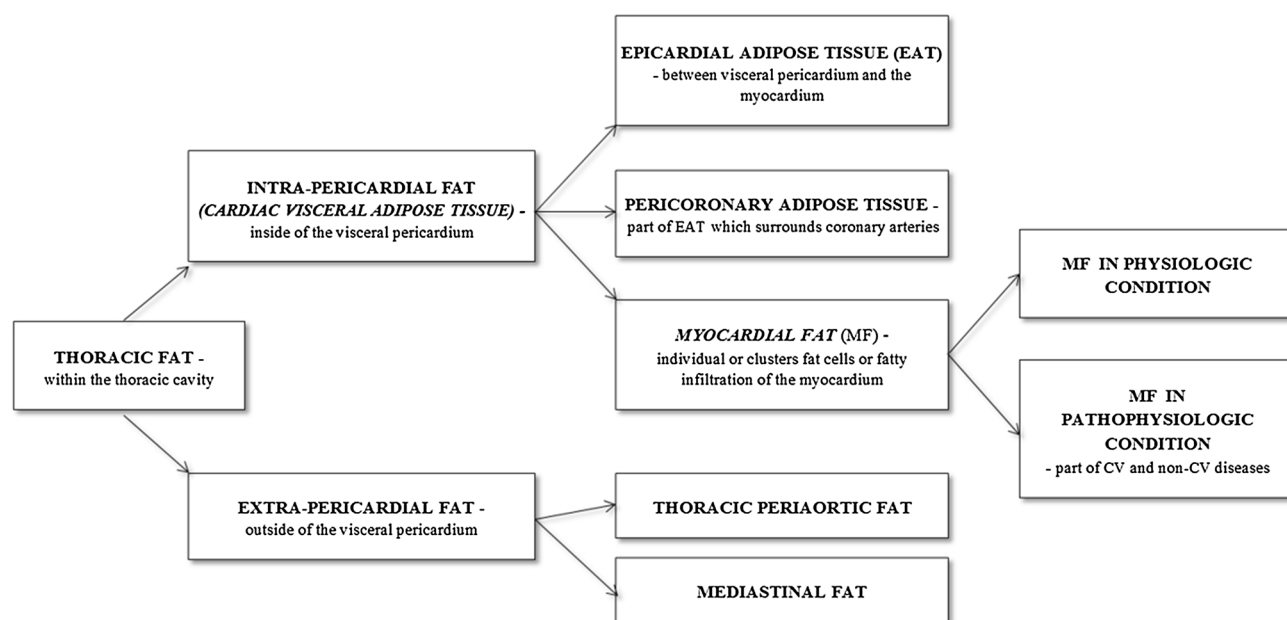 EPICARDIAL ADIPOSE TISSUE (EAT)
- between visceral pericardium and the
myocardium
INTRA-PERICARDIAL FAT
(CARDIAC VISCERAL ADIPOSE TISSUE) -
inside of the visceral pericardium
PERICORONARY ADIPOSE TISSUE -
part of EAT which surrounds coronary arteries
MF IN PHYSIOLOGIC
CONDITION
THORACIC FAT -
within the thoracic cavity
MYOCARDIAL FAT (MF) -
individual or clusters fat cells or fatty
infiltration of the myocardium
MF IN
PATHOPHYSIOLOGIC
CONDITION
- part of CV and non-CV diseases
EXTRA-PERICARDIAL FAT -
outside of the visceral pericardium
THORACIC PERIAORTIC FAT
MEDIASTINAL FAT